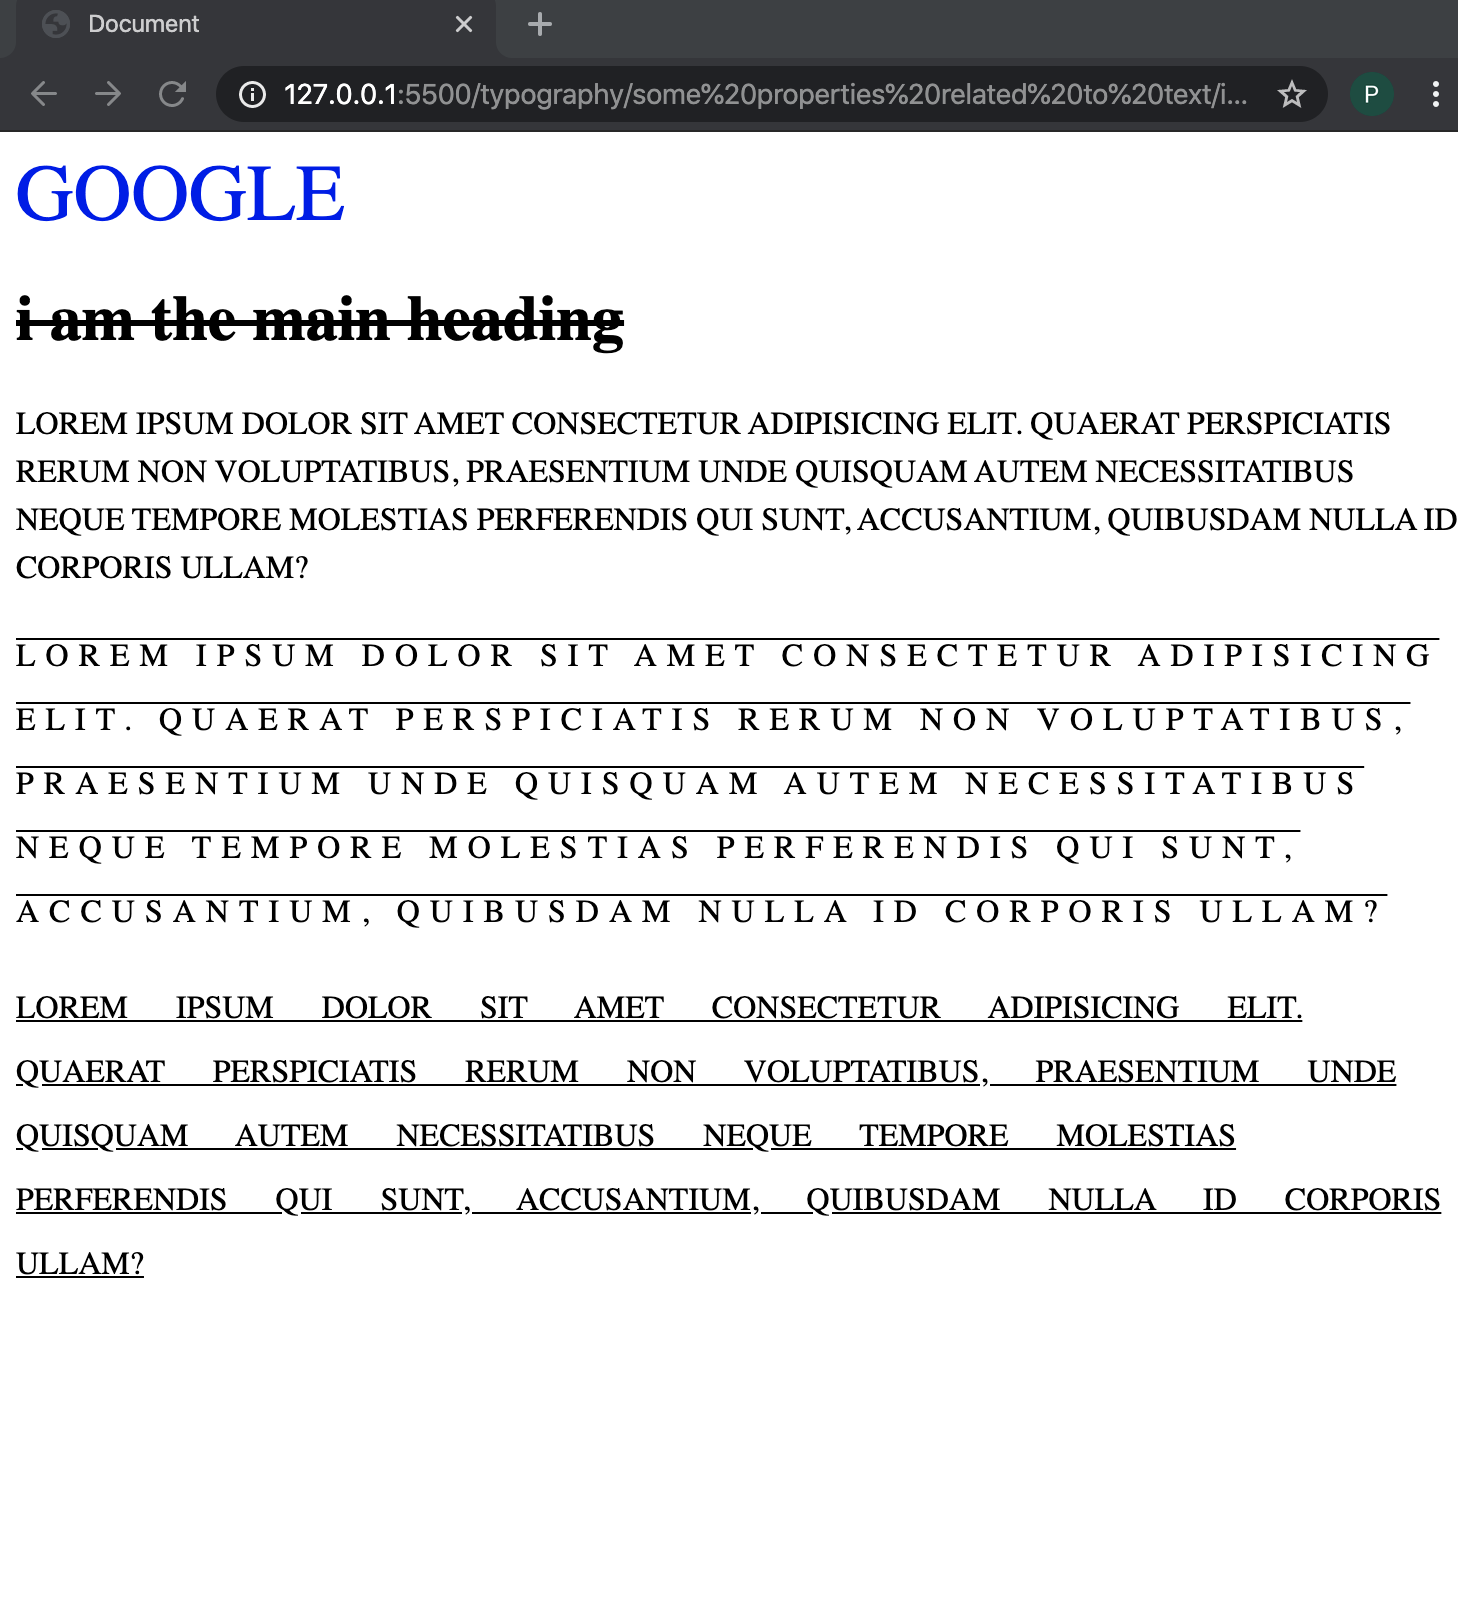 Document
127.0.0.1:5500/typography/some%20properties%20related%20to%20text/i...
P
GOOGLE
i am the main heading
LOREM IPSUM DOLOR SIT AMET CONSECTETUR ADIPISICING ELIT. QUAERAT PERSPICIATIS
RERUM NON VOLUPTATIBUS, PRAESENTIUM UNDE QUISQUAM AUTEM NECESSITATIBUS
NEQUE TEMPORE MOLESTIAS PERFERENDIS QUI SUNT, ACCUSANTIUM, QUIBUSDAM NULLA ID
CORPORIS ULLAM?
LOREM IPSUM DOLOR SIT AMET CONSECTETUR ADIPISICING
ELIT. QUAERAT PERSPICIATIS RERUM NON VOLUPTATIBUS,
PRAESENTIUM UNDE QUISQUAM AUTEM NECESSITATIBUS
NEQUE TEMPORE MOLESTIAS PERFERENDIS QUI SUNT,
ACCUSANTIUM, QUIBUSDAM NULLA ID CORPORIS ULLAM?
LOREM IPSUM DOLOR SIT AMET CONSECTETUR ADIPISICING ELIT.
QUAERAT PERSPICIATIS RERUM NON VOLUPTATIBUS, PRAESENTIUM UNDE
QUISQUAM AUTEM NECESSITATIBUS NEQUE TEMPORE MOLESTIAS
PERFERENDIS QUI SUNT, ACCUSANTIUM, QUIBUSDAM NULLA ID CORPORIS
ULLAM?